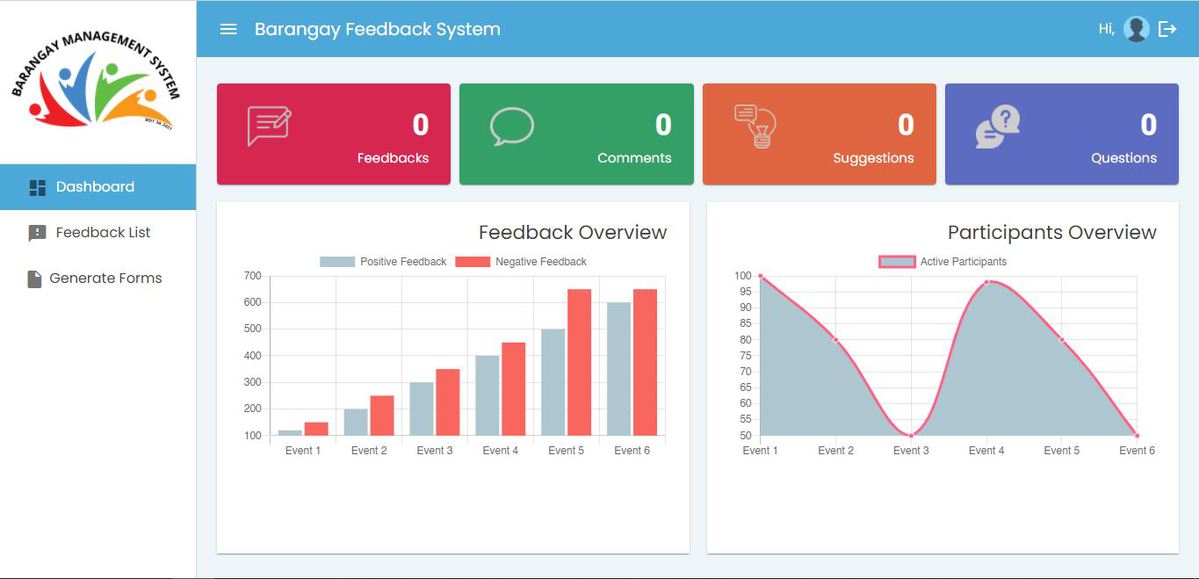 BARANGAY MANAGEMENT SYSTEM
Barangay Feedback System
Hi,
Dashboard
Feedback List
Generate Forms
0
Feedbacks
0
Comments
0
Suggestions
?
0
Questions
Feedback Overview
Positive Feedback Negative Feedback
700
600
500
400
300
200
100
Event 1 Event 2 Event 3 Event 4 Event 5 Event 6
Participants Overview
Active Participants
100
95
90
85
80
75
70
65
60
55
50
Event 1 Event 2 Event 3 Event 4 Event 5 Event 6